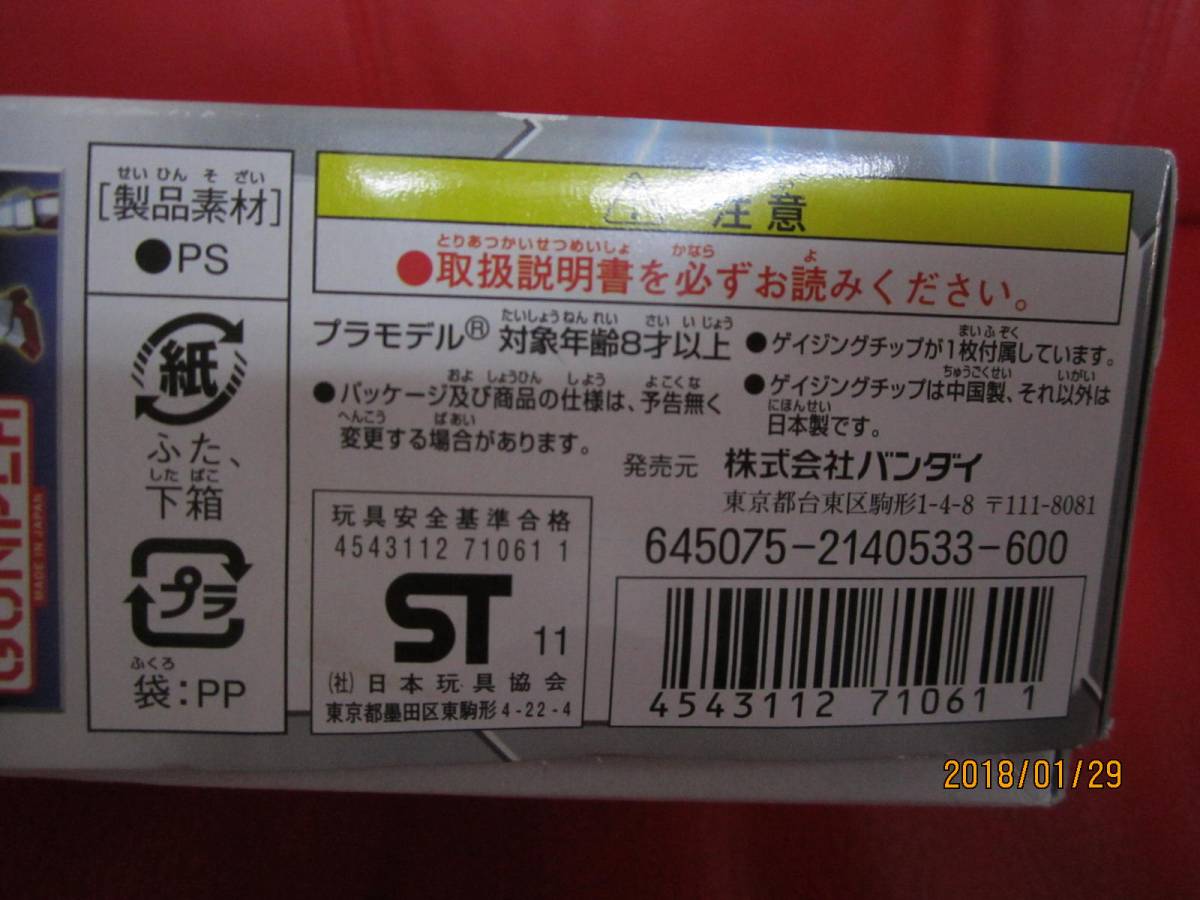 せいひんそざい
[製品素材]
●PS
紙
ふた、
したばこ
下箱
プラ
ふくろ
袋:PP
MADE IN JAPAN
注意
とりあつかいせつめいしょ かなら よ
●取扱説明書を必ずお読みください。
たいしょうねんれい さいいじょう
プラモデル® 対象年齢8才以上
およ しょうひん しよう よこくな
●パッケージ及び商品の仕様は、予告無く
へんこう ばあい
変更する場合があります。
まいふぞく
●ゲイジングチップが1枚付属しています。
ちゅうごくせい いがい
●ゲイジングチップは中国製、それ以外は
にほんせい
日本製です。
発売元 株式会社バンダイ
東京都台東区駒形1-4-8 〒111-8081
645075-2140533-600
玩具安全基準合格
4543112 71061 1
ST 11
(社)日本玩具協会
東京都墨田区東駒形4-22-4
4543112 71061 1
2018/01/29